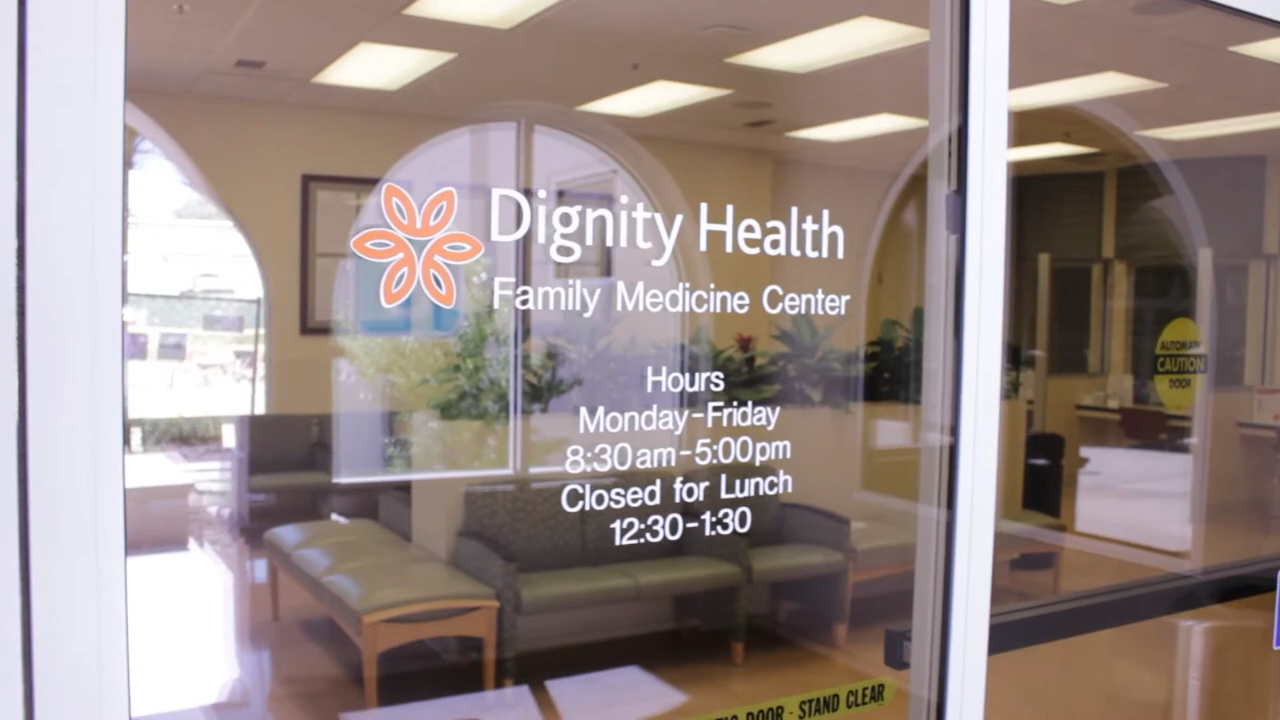 Dignity Health
Family Medicine Center
Hours
Monday-Friday
8:30am-5:00pm
Closed for Lunch
12:30-1:30
AUTOMATIC
CAUTION
DOOR
DOOR - STAND CLEAR